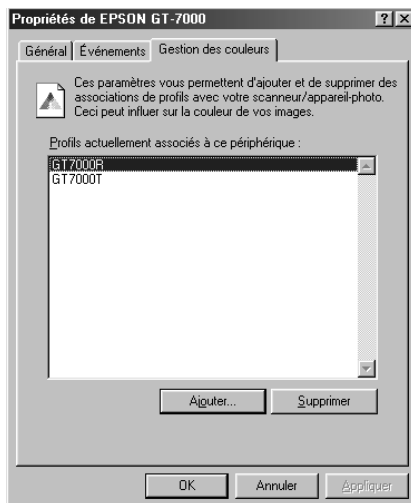 Propriétés de EPSON GT-7000
Général Événements Gestion des couleurs
Ces paramètres vous permettent d'ajouter et de supprimer des
associations de profils avec votre scanneur/appareil-photo.
Ceci peut influer sur la couleur de vos images.
Profils actuellement associés à ce périphérique :
GT7000R
GT7000T
Ajouter... Supprimer
OK Annuler Appliquer